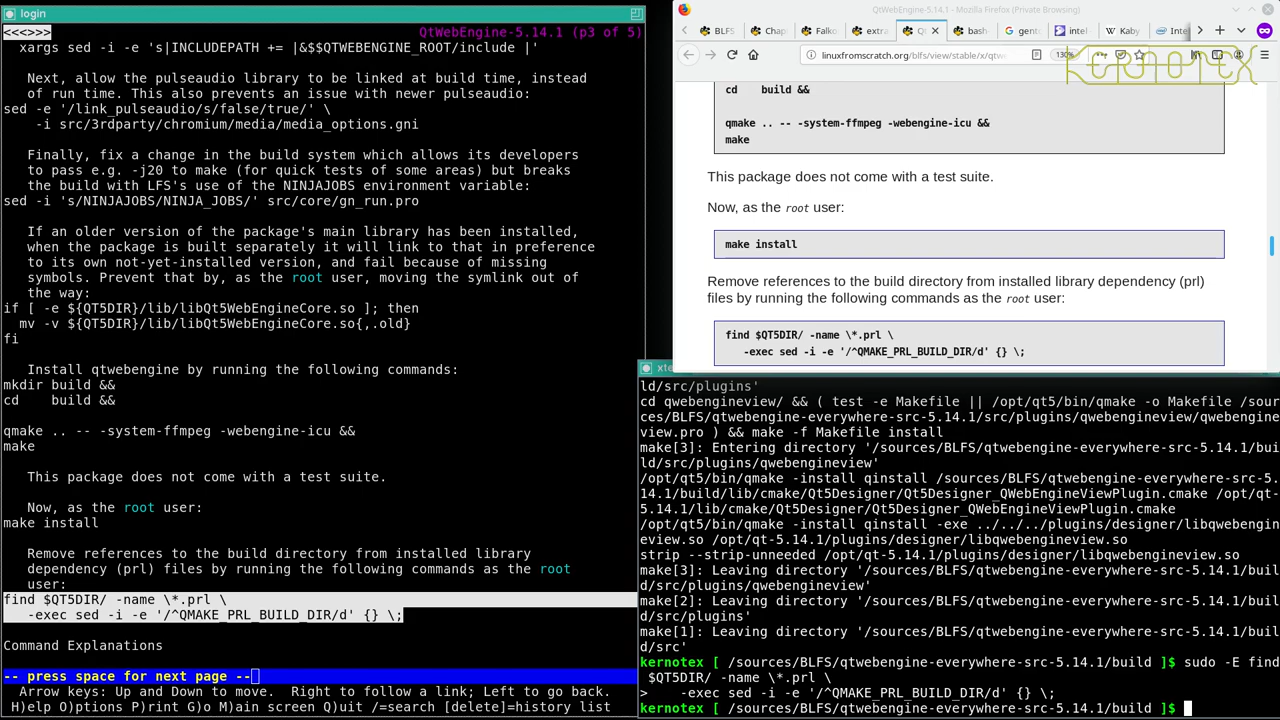 login
<<<>>> QtWebEngine-5.14.1 (p3 of 5)
xargs sed -i -e 's|INCLUDEPATH += |&$$QTWEBENGINE_ROOT/include |'
Next, allow the pulseaudio library to be linked at build time, instead
of run time. This also prevents an issue with newer pulseaudio:
sed -e '/link_pulseaudio/s/false/true/' \
-i src/3rdparty/chromium/media/media_options.gni
Finally, fix a change in the build system which allows its developers
to pass e.g. -j20 to make (for quick tests of some areas) but breaks
the build with LFS's use of the NINJAJOBS environment variable:
sed -i 's/NINJAJOBS/NINJA_JOBS/' src/core/gn_run.pro
If an older version of the package's main library has been installed,
when the package is built separately it will link to that in preference
to its own not-yet-installed version, and fail because of missing
symbols. Prevent that by, as the root user, moving the symlink out of
the way:
if [ -e ${QT5DIR}/lib/libQt5WebEngineCore.so ]; then
mv -v ${QT5DIR}/lib/libQt5WebEngineCore.so{,.old}
fi
Install qtwebengine by running the following commands:
mkdir build &&
cd    build &&
qmake .. -- -system-ffmpeg -webengine-icu &&
make
This package does not come with a test suite.
Now, as the root user:
make install
Remove references to the build directory from installed library
dependency (prl) files by running the following commands as the root
user:
find $QT5DIR/ -name \*.prl \
-exec sed -i -e '/^QMAKE_PRL_BUILD_DIR/d' {} \;
Command Explanations
-- press space for next page --
Arrow keys: Up and Down to move.  Right to follow a link; Left to go back.
H)elp O)ptions P)rint G)o M)ain screen Q)uit /=search [delete]=history list
QtWebEngine-5.14.1 - Mozilla Firefox (Private Browsing)
BLFS Chap Falko extra Q bash gent intel W Kaby Inte
linuxfromscratch.org/blfs/view/stable/x/qtw 130%
KERNOTEX
cd    build &&
qmake .. -- -system-ffmpeg -webengine-icu &&
make
This package does not come with a test suite.
Now, as the root user:
make install
Remove references to the build directory from installed library dependency (prl)
files by running the following commands as the root user:
find $QT5DIR/ -name \*.prl \
-exec sed -i -e '/^QMAKE_PRL_BUILD_DIR/d' {} \;
xte
ld/src/plugins'
cd qwebengineview/ && ( test -e Makefile || /opt/qt5/bin/qmake -o Makefile /sour
ces/BLFS/qtwebengine-everywhere-src-5.14.1/src/plugins/qwebengineview/qwebengine
view.pro ) && make -f Makefile install
make[3]: Entering directory '/sources/BLFS/qtwebengine-everywhere-src-5.14.1/bui
ld/src/plugins/qwebengineview'
/opt/qt5/bin/qmake -install qinstall /sources/BLFS/qtwebengine-everywhere-src-5.
14.1/build/lib/cmake/Qt5Designer/Qt5Designer_QWebEngineViewPlugin.cmake /opt/qt-
5.14.1/lib/cmake/Qt5Designer/Qt5Designer_QWebEngineViewPlugin.cmake
/opt/qt5/bin/qmake -install qinstall -exe ../../../plugins/designer/libqwebengin
eview.so /opt/qt-5.14.1/plugins/designer/libqwebengineview.so
strip --strip-unneeded /opt/qt-5.14.1/plugins/designer/libqwebengineview.so
make[3]: Leaving directory '/sources/BLFS/qtwebengine-everywhere-src-5.14.1/buil
d/src/plugins/qwebengineview'
make[2]: Leaving directory '/sources/BLFS/qtwebengine-everywhere-src-5.14.1/buil
d/src/plugins'
make[1]: Leaving directory '/sources/BLFS/qtwebengine-everywhere-src-5.14.1/buil
d/src'
kernotex [ /sources/BLFS/qtwebengine-everywhere-src-5.14.1/build ]$ sudo -E find
$QT5DIR/ -name \*.prl \
>    -exec sed -i -e '/^QMAKE_PRL_BUILD_DIR/d' {} \;
kernotex [ /sources/BLFS/qtwebengine-everywhere-src-5.14.1/build ]$